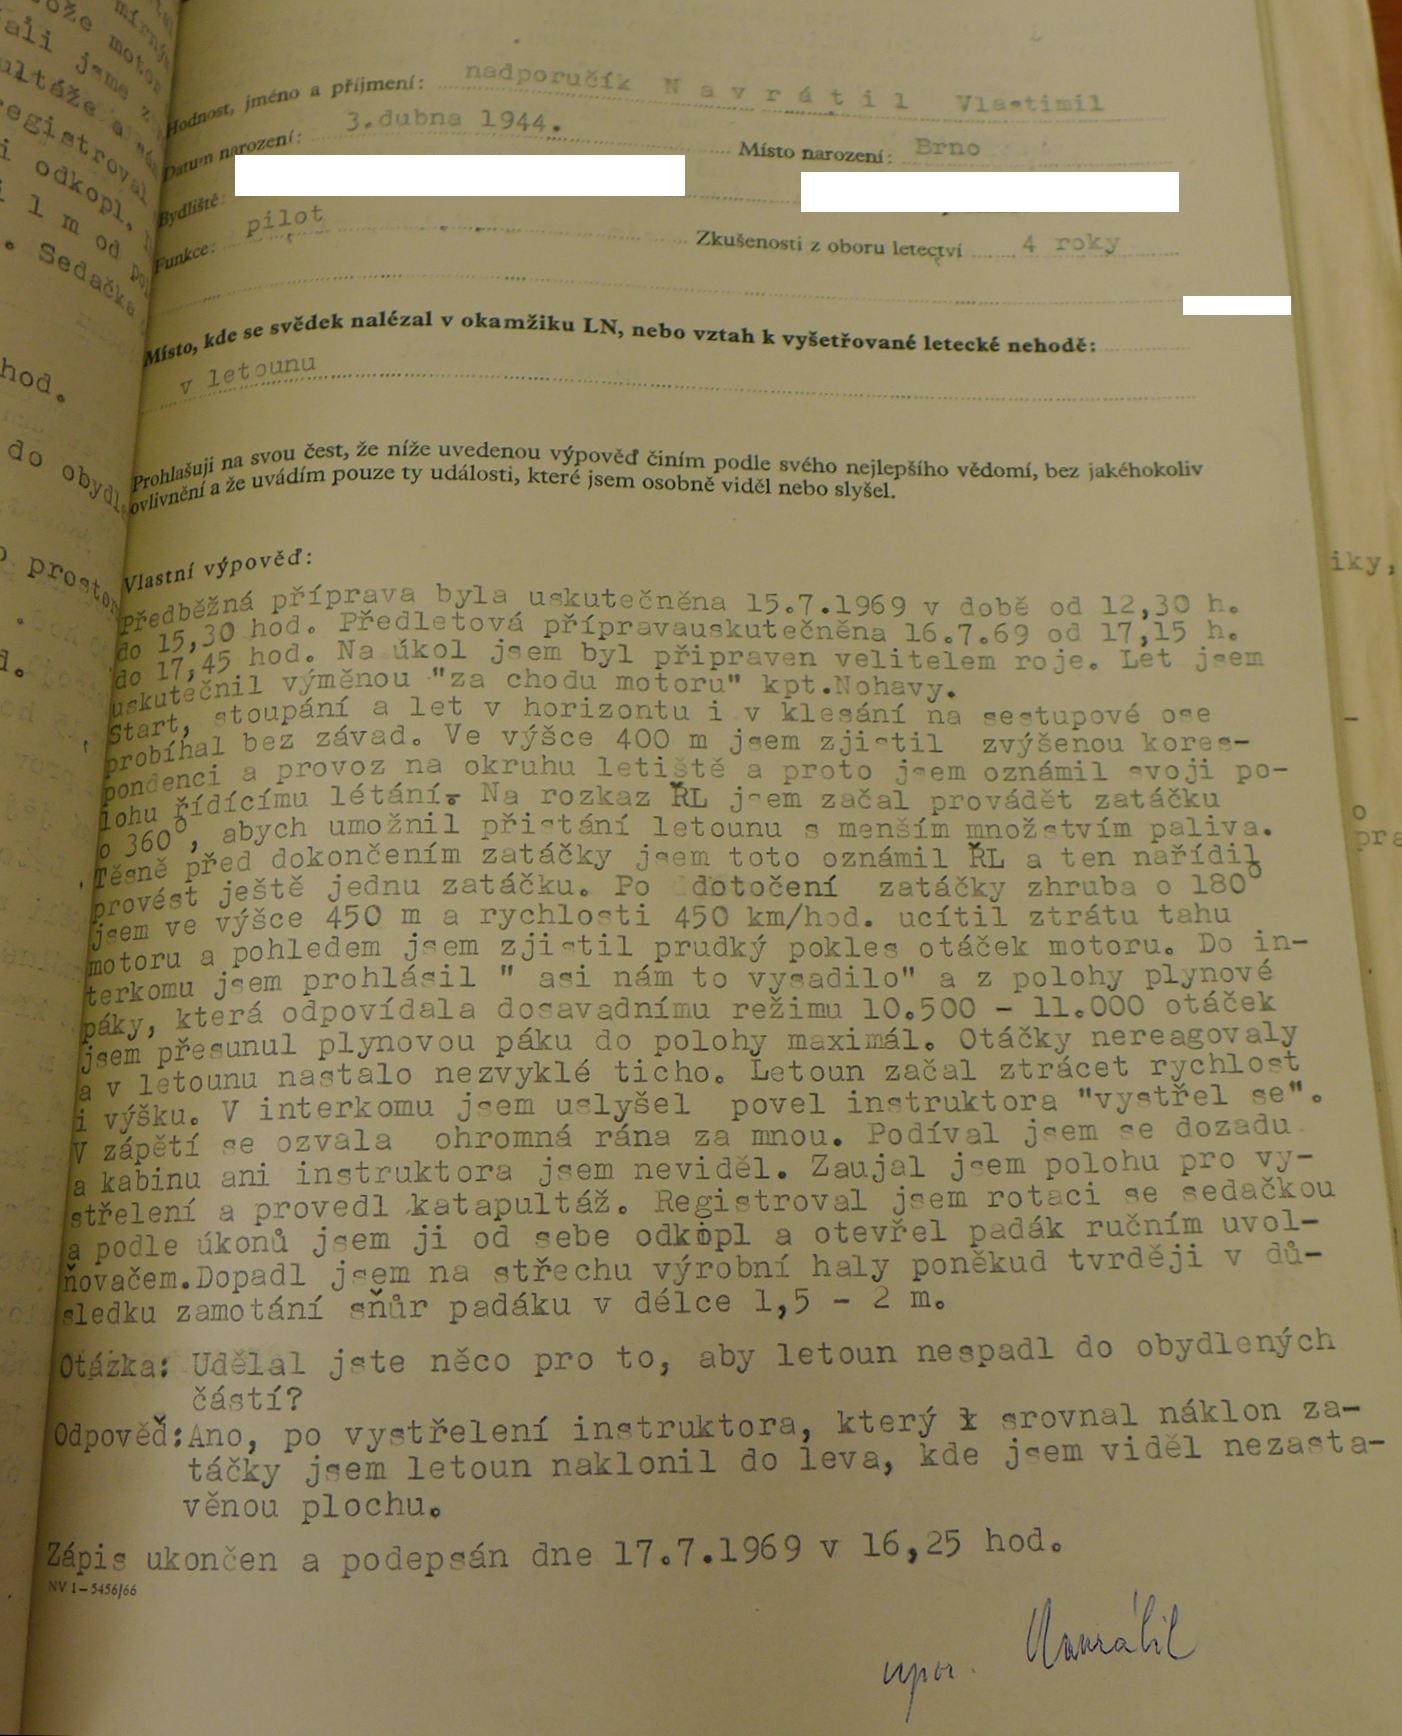 Hodnost, jméno a příjmení: nadporučík N a v r á t i l Vlastimil
Datum narození: 3.dubna 1944. Místo narození: Brno
Bydliště:
Funkce: pilot Zkušenosti z oboru letectví 4 roky
Místo, kde se svědek nalézal v okamžiku LN, nebo vztah k vyšetřované letecké nehodě:
v letounu
Prohlašuji na svou čest, že níže uvedenou výpověď činím podle svého nejlepšího vědomí, bez jakéhokoliv
ovlivnění a že uvádím pouze ty události, které jsem osobně viděl nebo slyšel.
Vlastní výpověď:
Předběžná příprava byla uskutečněna 15.7.1969 v době od 12,30 h.
do 15,30 hod. Předletová přípravauskutečněna 16.7.69 od 17,15 h.
do 17,45 hod. Na úkol jsem byl připraven velitelem roje. Let jsem
uskutečnil výměnou "za chodu motoru" kpt.Nohavy.
Start, stoupání a let v horizontu i v klesání na sestupové ose
probíhal bez závad. Ve výšce 400 m jsem zjistil zvýšenou kores-
pondenci a provoz na okruhu letiště a proto jsem oznámil svoji po-
lohu řídícímu létání. Na rozkaz ŘL jsem začal provádět zatáčku
o 360°, abych umožnil přistání letounu s menším množstvím paliva.
Těsně před dokončením zatáčky jsem toto oznámil ŘL a ten nařídil
provést ještě jednu zatáčku. Po dotočení zatáčky zhruba o 180°
jsem ve výšce 450 m a rychlosti 450 km/hod. ucítil ztrátu tahu
motoru a pohledem jsem zjistil prudký pokles otáček motoru. Do in-
terkomu jsem prohlásil " asi nám to vysadilo" a z polohy plynové
páky, která odpovídala dosavadnímu režimu 10.500 - 11.000 otáček
jsem přesunul plynovou páku do polohy maximál. Otáčky nereagovaly
a v letounu nastalo nezvyklé ticho. Letoun začal ztrácet rychlost
i výšku. V interkomu jsem uslyšel povel instruktora "vystřel se".
V zápětí se ozvala ohromná rána za mnou. Podíval jsem se dozadu
a kabinu ani instruktora jsem neviděl. Zaujal jsem polohu pro vy-
střelení a provedl katapultáž. Registroval jsem rotaci se sedačkou
a podle úkonů jsem ji od sebe odkopl a otevřel padák ručním uvol-
ňovačem.Dopadl jsem na střechu výrobní haly poněkud tvrději v dů-
sledku zamotání sňůr padáku v délce 1,5 - 2 m.
Otázka: Udělal jste něco pro to, aby letoun nespadl do obydlených
částí?
Odpověď:Ano, po vystřelení instruktora, který srovnal náklon za-
táčky jsem letoun naklonil do leva, kde jsem viděl nezasta-
věnou plochu.
Zápis ukončen a podepsán dne 17.7.1969 v 16,25 hod.
NV 1-5456/66
npor. Navrátil
hod.
do obydl
prostor
odkopl,
1 m od
Sedačka
iky,